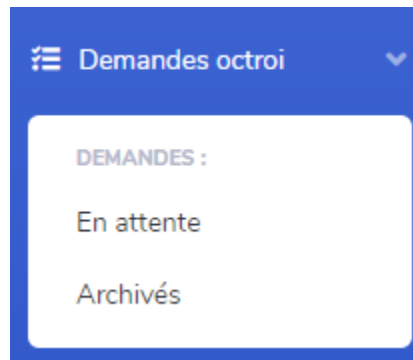 Demandes octroi
DEMANDES :
En attente
Archivés